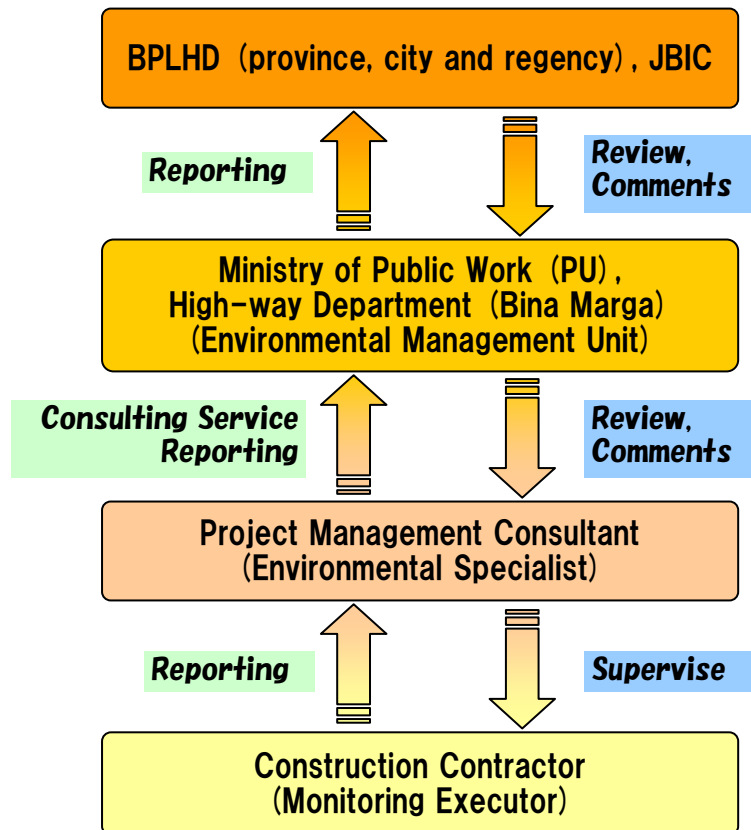 BPLHD (province, city and regency), JBIC
Reporting
Review,
Comments
Ministry of Public Work (PU),
High-way Department (Bina Marga)
(Environmental Management Unit)
Consulting Service
Reporting
Review,
Comments
Project Management Consultant
(Environmental Specialist)
Reporting
Supervise
Construction Contractor
(Monitoring Executor)